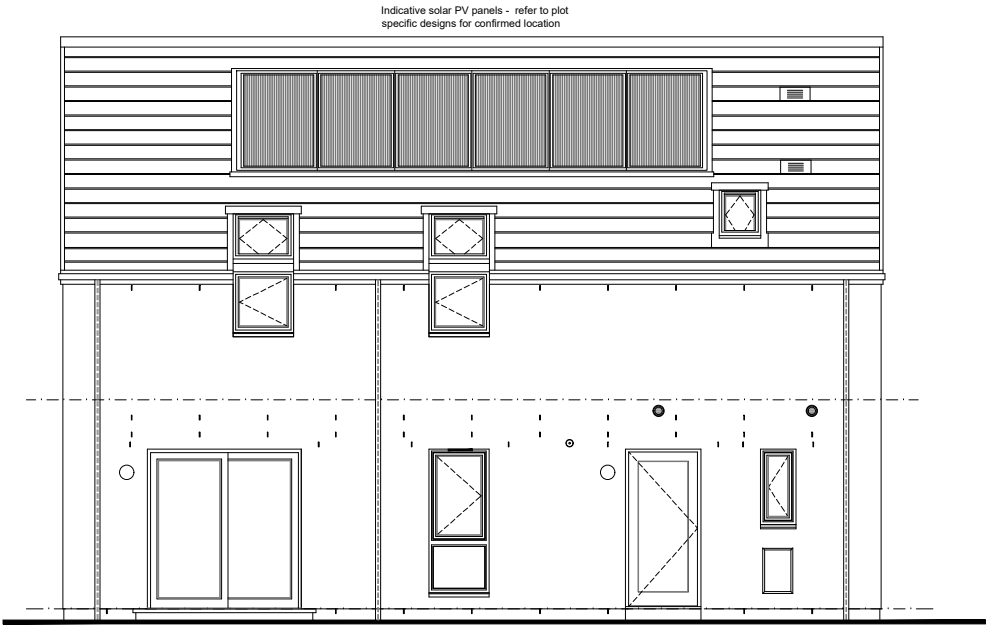 Indicative solar PV panels - refer to plot
specific designs for confirmed location